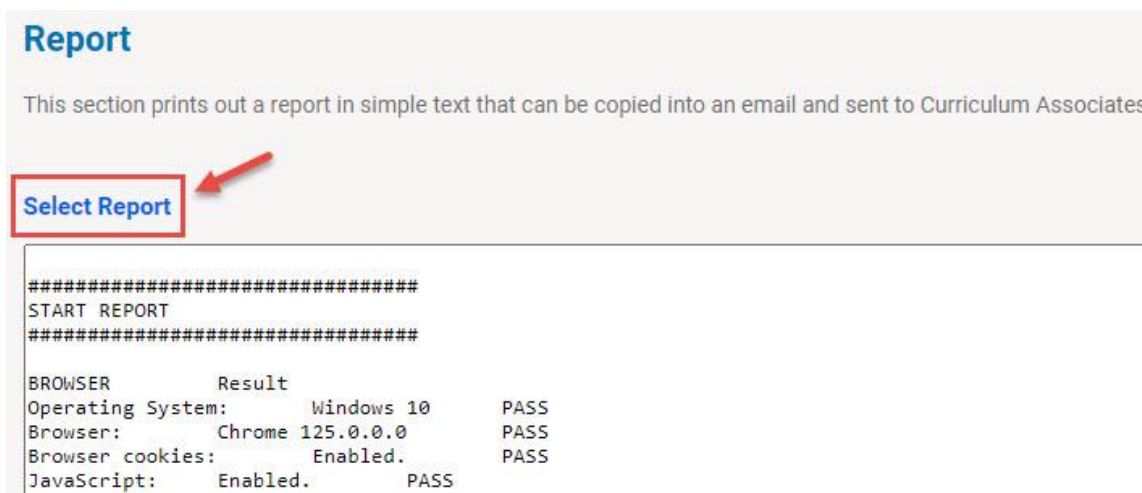 Report
This section prints out a report in simple text that can be copied into an email and sent to Curriculum Associates
Select Report
#################################
START REPORT
#################################
BROWSER Result
Operating System: Windows 10 PASS
Browser: Chrome 125.0.0.0 PASS
Browser cookies: Enabled. PASS
JavaScript: Enabled. PASS